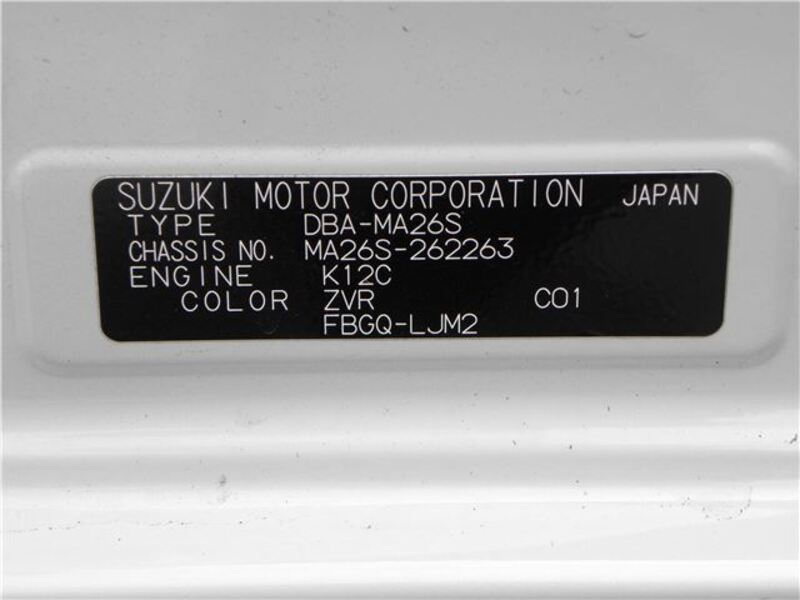 SUZUKI MOTOR CORPORATION JAPAN
TYPE DBA-MA26S
CHASSIS NO. MA26S-262263
ENGINE K12C
COLOR ZVR C01
FBGQ-LJM2